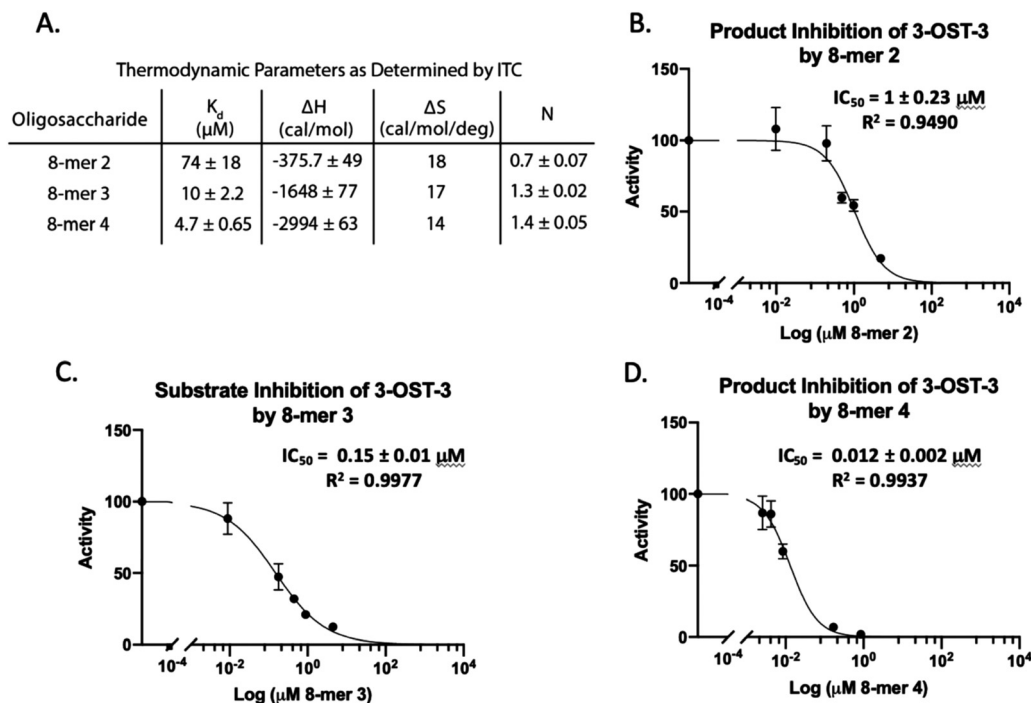 A.
Thermodynamic Parameters as Determined by ITC
Oligosaccharide K_d (μM) ΔH (cal/mol) ΔS (cal/mol/deg) N
8-mer 2 74 ± 18 -375.7 ± 49 18 0.7 ± 0.07
8-mer 3 10 ± 2.2 -1648 ± 77 17 1.3 ± 0.02
8-mer 4 4.7 ± 0.65 -2994 ± 63 14 1.4 ± 0.05
B.
Product Inhibition of 3-OST-3
by 8-mer 2
IC50 = 1 ± 0.23 μM
R² = 0.9490
Activity
150
100
50
0
10-4 10-2 100 102 104
Log (μM 8-mer 2)
C.
Substrate Inhibition of 3-OST-3
by 8-mer 3
IC50 = 0.15 ± 0.01 μM
R² = 0.9977
Activity
150
100
50
0
10-4 10-2 100 102 104
Log (μM 8-mer 3)
D.
Product Inhibition of 3-OST-3
by 8-mer 4
IC50 = 0.012 ± 0.002 μM
R² = 0.9937
Activity
150
100
50
0
10-4 10-2 100 102 104
Log (μM 8-mer 4)